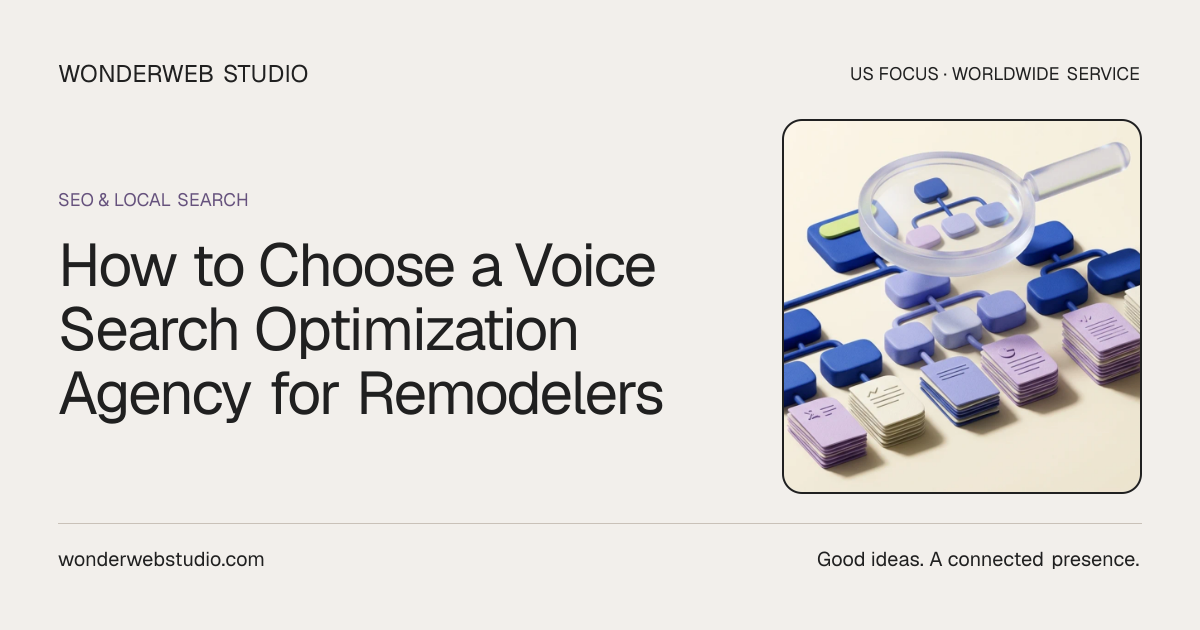 WONDERWEB STUDIO
US FOCUS · WORLDWIDE SERVICE
SEO & LOCAL SEARCH
How to Choose a Voice
Search Optimization
Agency for Remodelers
wonderwebstudio.com
Good ideas. A connected presence.